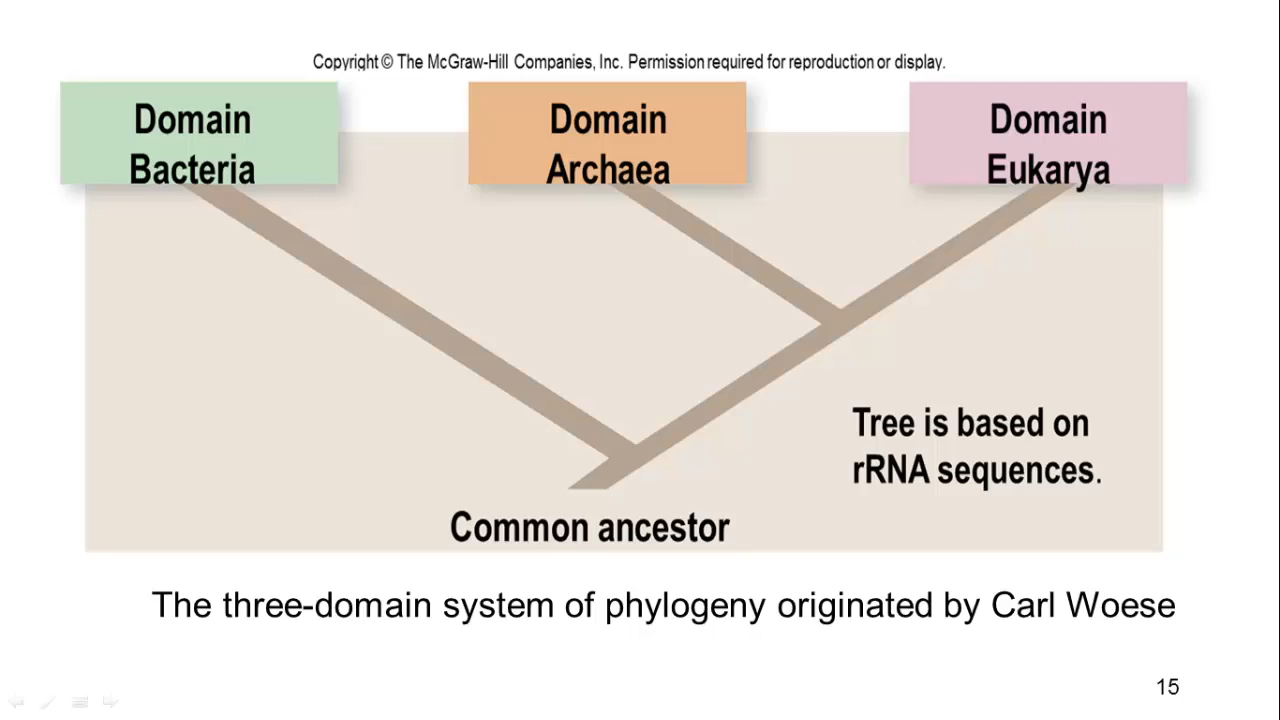 Copyright © The McGraw-Hill Companies, Inc. Permission required for reproduction or display.
Domain
Bacteria
Domain
Archaea
Domain
Eukarya
Tree is based on
rRNA sequences.
Common ancestor
The three-domain system of phylogeny originated by Carl Woese
15